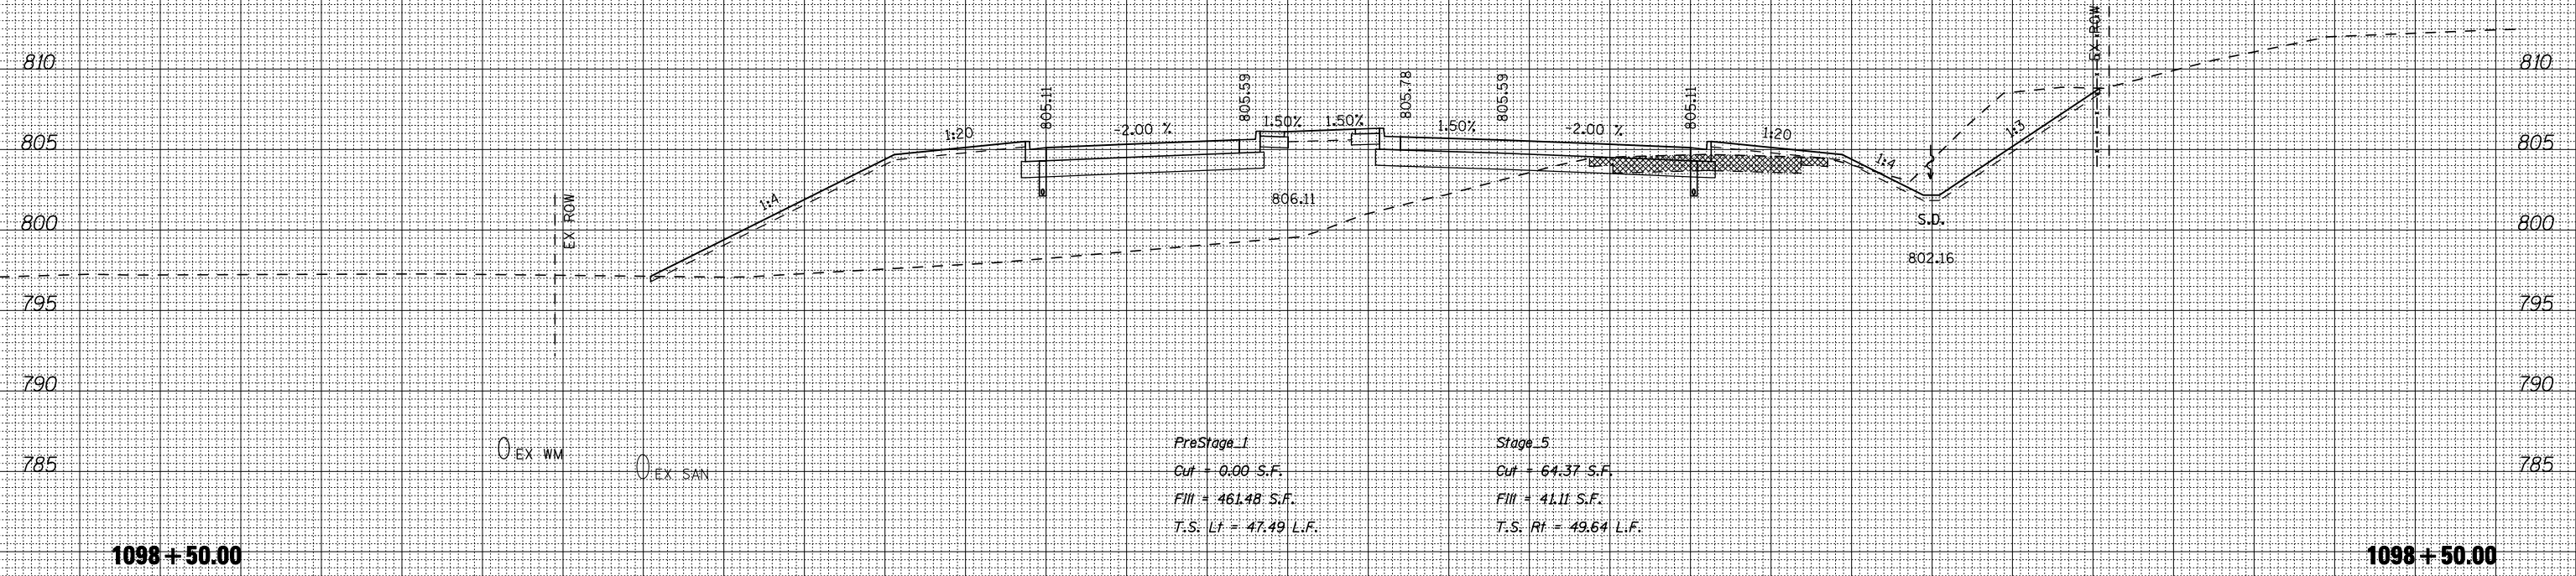 EX ROW
810
810
805.11
805.59
805.78
805.59
805.11
1:20
-2.00 %
1.50%
1.50%
1.50%
-2.00 %
1:20
805
805
1:4
1:3
1:4
EX ROW
806.11
S.D.
800
800
802.16
795
795
790
790
PreStage_1
Stage_5
EX WM
785
Cut = 0.00 S.F.
Cut = 64.37 S.F.
785
EX SAN
Fill = 461.48 S.F.
Fill = 41.11 S.F.
T.S. Lt = 47.49 L.F.
T.S. Rt = 49.64 L.F.
1098+50.00
1098+50.00